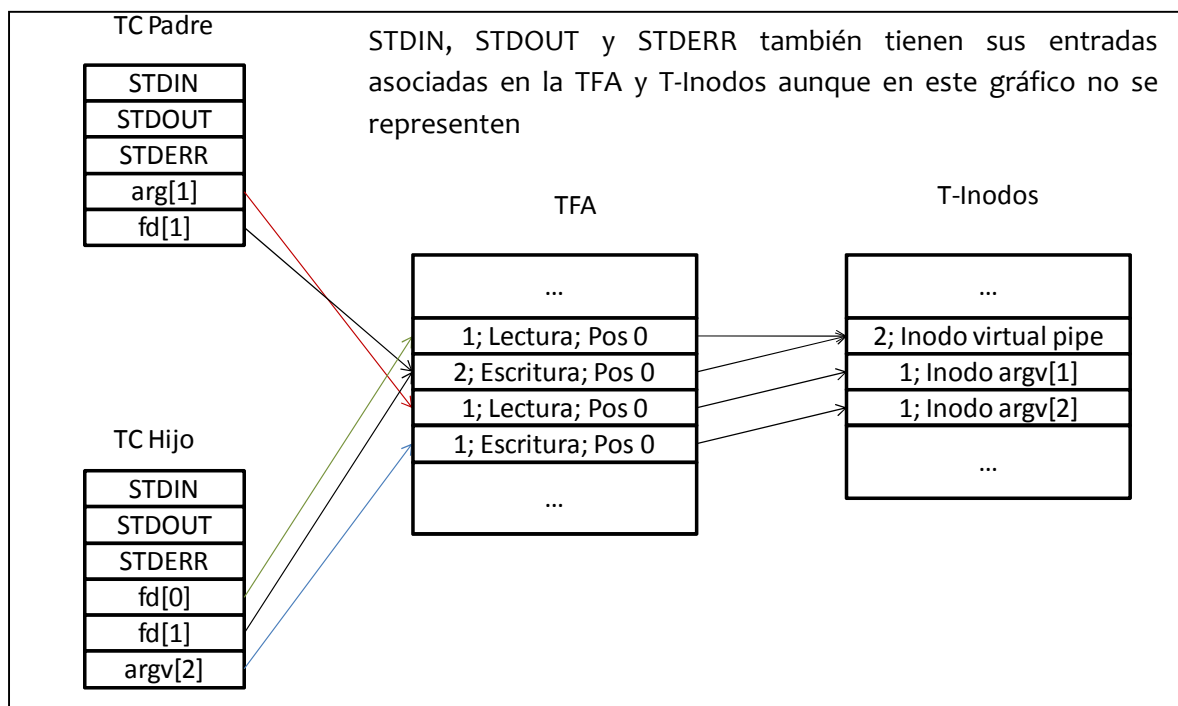 TC Padre
STDIN, STDOUT y STDERR también tienen sus entradas
asociadas en la TFA y T-Inodos aunque en este gráfico no se
representen
STDIN
STDOUT
STDERR
arg[1]
fd[1]
TFA
...
1; Lectura; Pos 0
2; Escritura; Pos 0
1; Lectura; Pos 0
1; Escritura; Pos 0
...
T-Inodos
...
2; Inodo virtual pipe
1; Inodo argv[1]
1; Inodo argv[2]
...
TC Hijo
STDIN
STDOUT
STDERR
fd[0]
fd[1]
argv[2]